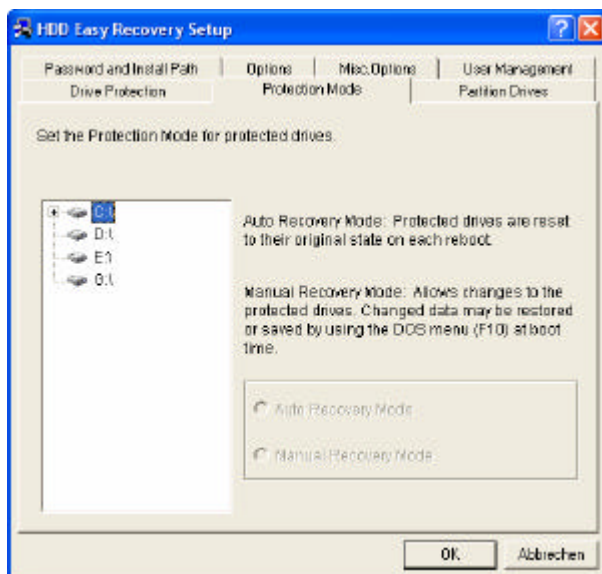 HDD Easy Recovery Setup
Password and Install Path
Options
Misc.Options
User Management
Drive Protection
Protection Mode
Partition Drives
Set the Protection Mode for protected drives.
C:\
D:\
E:\
G:\
Auto Recovery Mode: Protected drives are reset
to their original state on each reboot.
Manual Recovery Mode: Allows changes to the
protected drives. Changed data may be restored
or saved by using the DOS menu (F10) at boot
time.
Auto Recovery Mode
Manual Recovery Mode
OK
Abbrechen